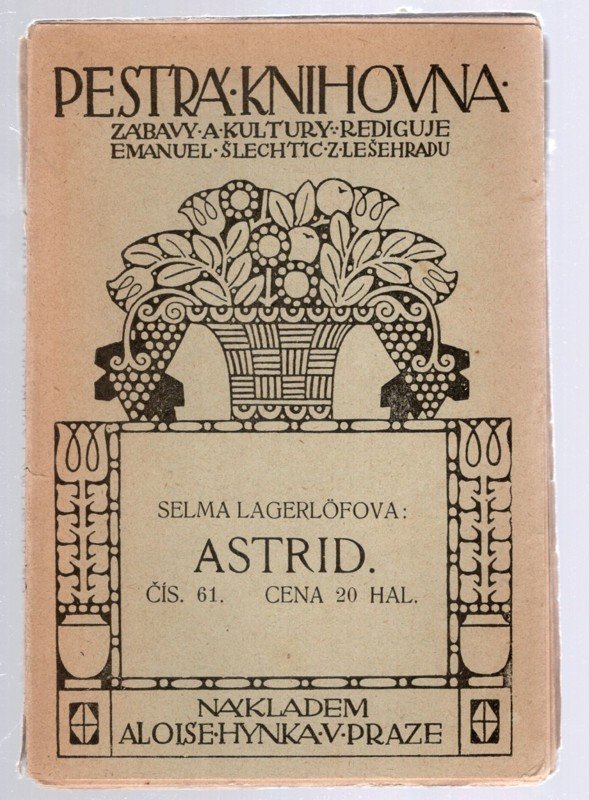 PESTRÁ·KNIHOVNA·
ZÁBAVY·A·KULTURY·:·REDIGUJE
EMANUEL·ŠLECHTIC·Z·LEŠEHRADU
SELMA LAGERLÖFOVA:
ASTRID.
ČÍS. 61. CENA 20 HAL.
NÁKLADEM
ALOISE·HYNKA·V·PRAZE